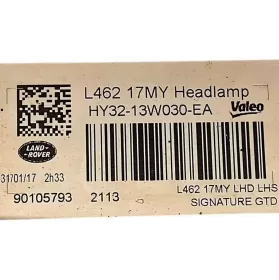 L462 17MY Headlamp
HY32-13W030-EA
Valeo
LAND-
ROVER
31/01/17 2h33
90105793 2113
L462 17MY LHD LHS
SIGNATURE GTD